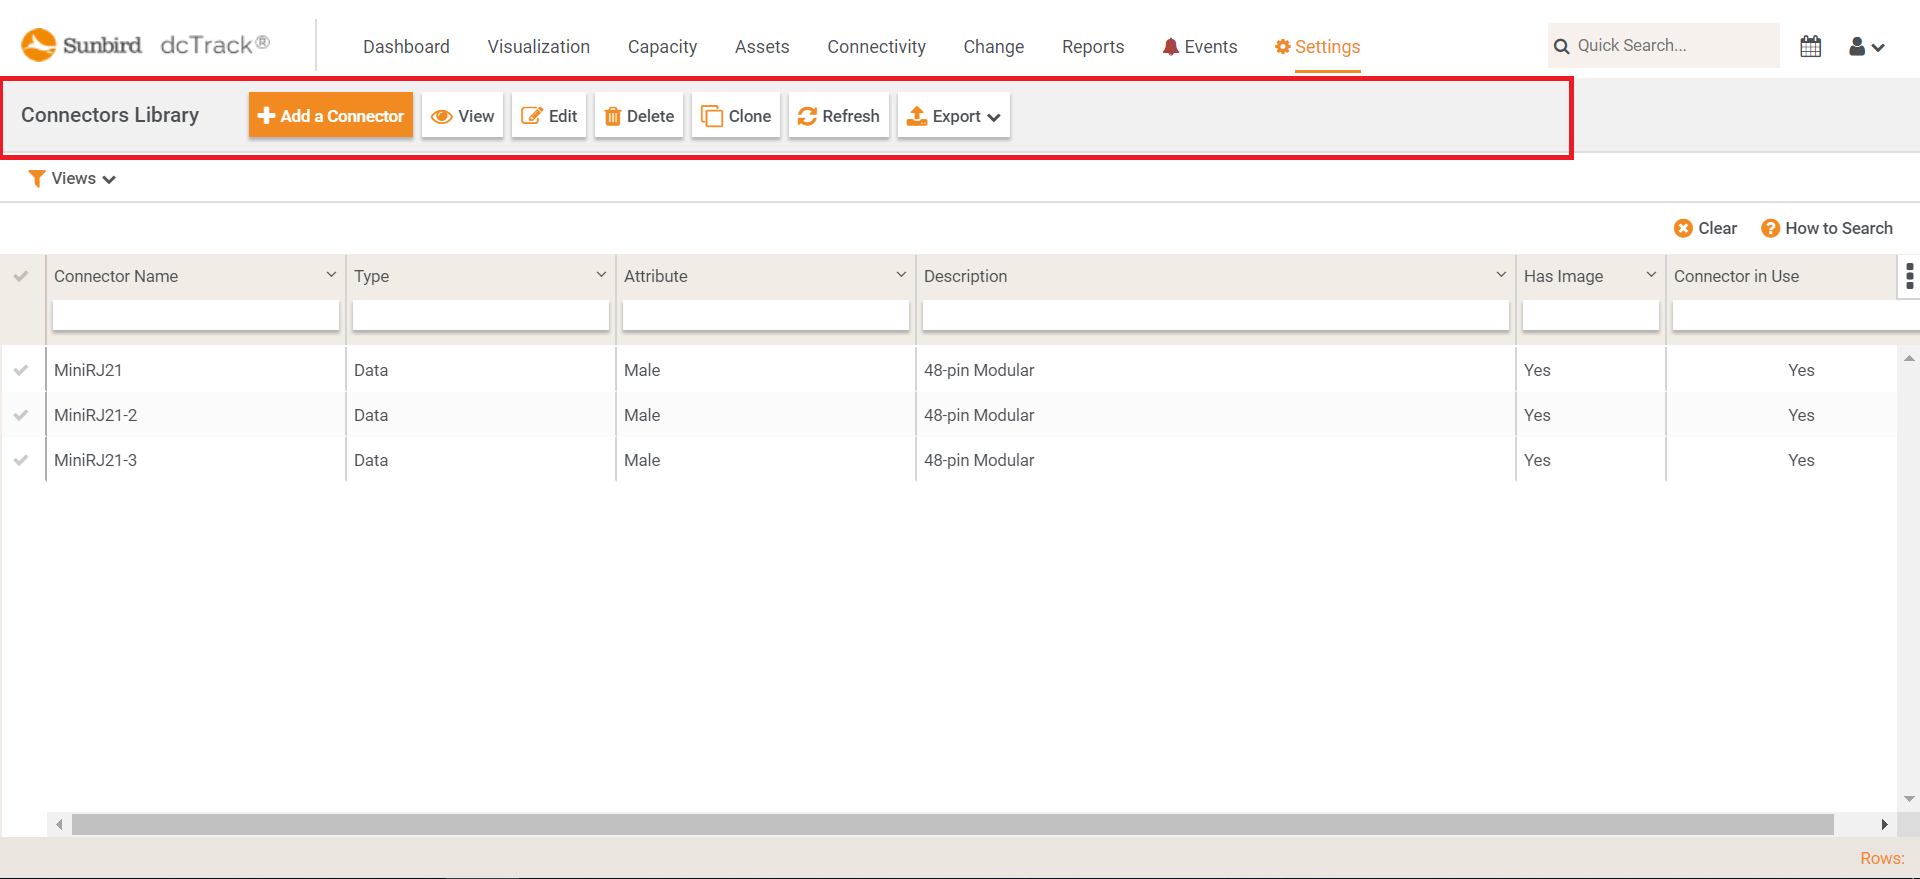 Sunbird dcTrack® Dashboard Visualization Capacity Assets Connectivity Change Reports Events Settings Quick Search...
Connectors Library Add a Connector View Edit Delete Clone Refresh Export
Views
Clear How to Search
Connector Name Type Attribute Description Has Image Connector in Use
MiniRJ21 Data Male 48-pin Modular Yes Yes
MiniRJ21-2 Data Male 48-pin Modular Yes Yes
MiniRJ21-3 Data Male 48-pin Modular Yes Yes
Rows: